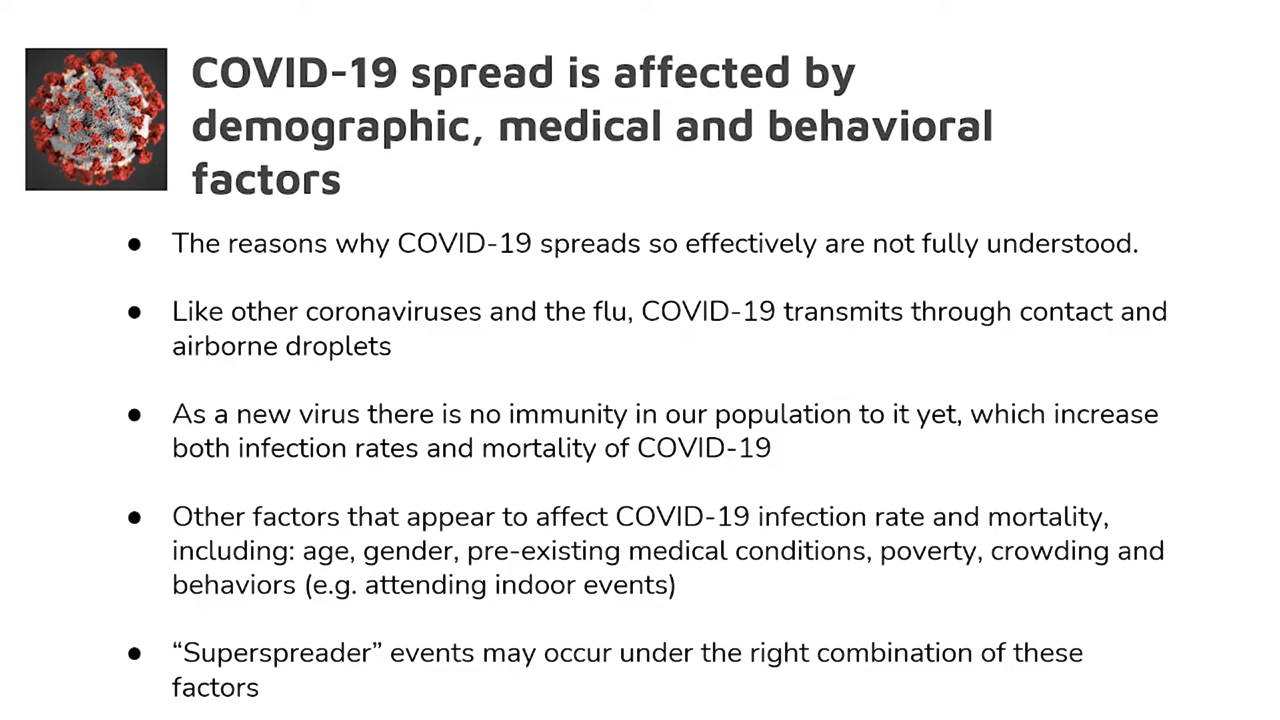 COVID-19 spread is affected by
demographic, medical and behavioral
factors
● The reasons why COVID-19 spreads so effectively are not fully understood.
● Like other coronaviruses and the flu, COVID-19 transmits through contact and
airborne droplets
● As a new virus there is no immunity in our population to it yet, which increase
both infection rates and mortality of COVID-19
● Other factors that appear to affect COVID-19 infection rate and mortality,
including: age, gender, pre-existing medical conditions, poverty, crowding and
behaviors (e.g. attending indoor events)
● “Superspreader” events may occur under the right combination of these
factors